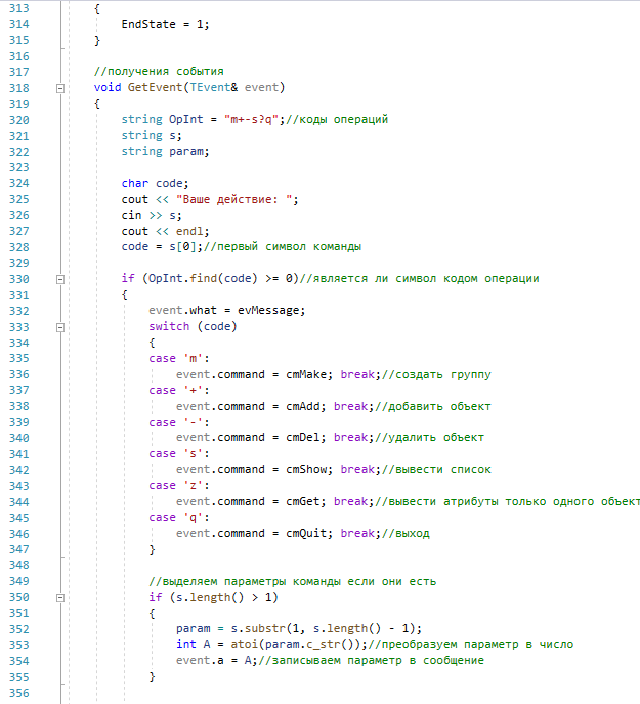 313 {
314 EndState = 1;
315 }
316
317 //получения события
318 void GetEvent(TEvent& event)
319 {
320 string OpInt = "m+-s?q";//коды операций
321 string s;
322 string param;
323
324 char code;
325 cout << "Ваше действие: ";
326 cin >> s;
327 cout << endl;
328 code = s[0];//первый символ команды
329
330 if (OpInt.find(code) >= 0)//является ли символ кодом операции
331 {
332 event.what = evMessage;
333 switch (code)
334 {
335 case 'm':
336 event.command = cmMake; break;//создать группу
337 case '+':
338 event.command = cmAdd; break;//добавить объект
339 case '-':
340 event.command = cmDel; break;//удалить объект
341 case 's':
342 event.command = cmShow; break;//вывести список
343 case 'z':
344 event.command = cmGet; break;//вывести атрибуты только одного объект
345 case 'q':
346 event.command = cmQuit; break;//выход
347 }
348
349 //выделяем параметры команды если они есть
350 if (s.length() > 1)
351 {
352 param = s.substr(1, s.length() - 1);
353 int A = atoi(param.c_str());//преобразуем параметр в число
354 event.a = A;//записываем параметр в сообщение
355 }
356